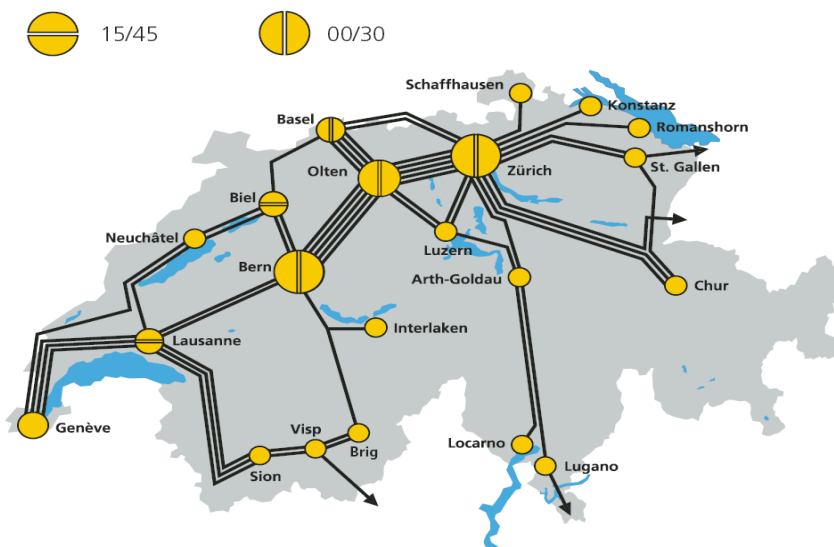 15/45
00/30
Schaffhausen
Konstanz
Basel
Romanshorn
Olten
Zürich
St. Gallen
Biel
Neuchâtel
Luzern
Bern
Arth-Goldau
Chur
Interlaken
Lausanne
Genève
Visp
Locarno
Brig
Lugano
Sion